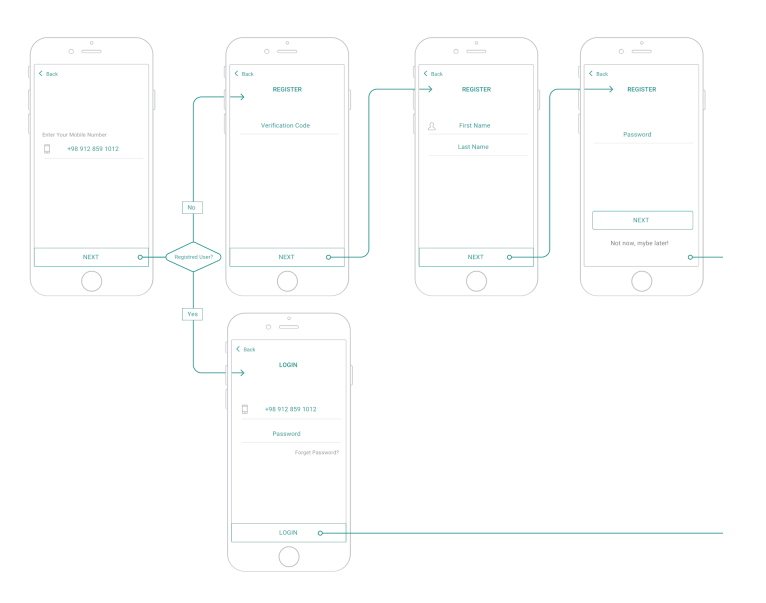 Back
Enter Your Mobile Number
+98 912 859 1012
NEXT
Registred User?
No
Yes
Back
REGISTER
Verification Code
NEXT
Back
REGISTER
First Name
Last Name
NEXT
Back
REGISTER
Password
NEXT
Not now, mybe later!
Back
LOGIN
+98 912 859 1012
Password
Forget Password?
LOGIN